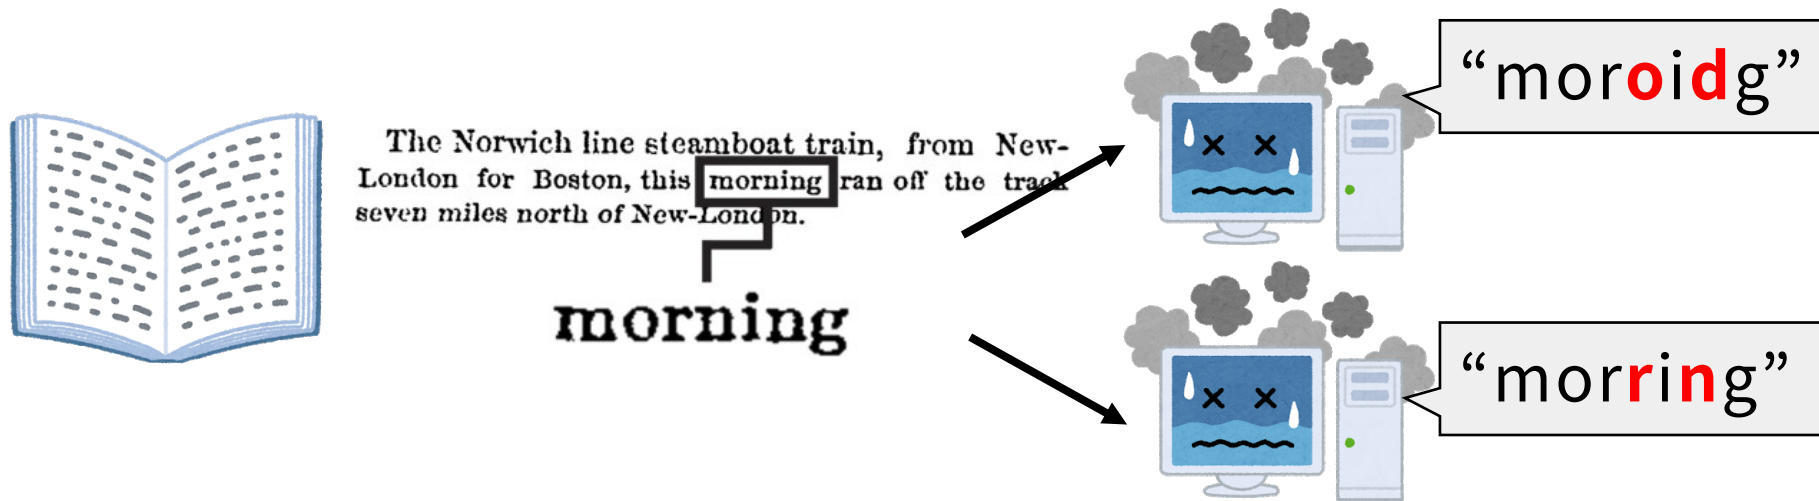 The Norwich line steamboat train, from New-
London for Boston, this morning ran off the track
seven miles north of New-London.
morning
“moroidg”
“morring”